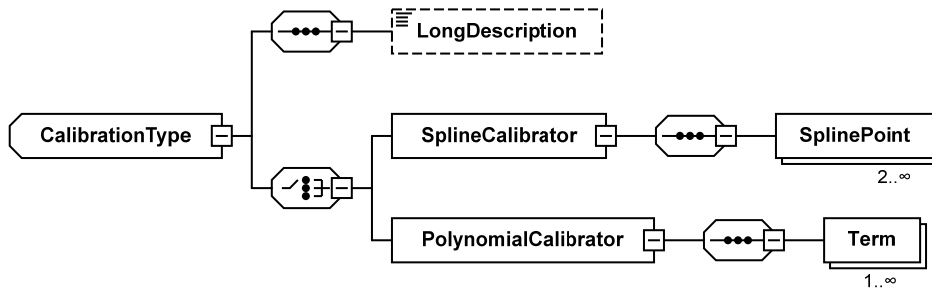 LongDescription
CalibrationType
SplineCalibrator
SplinePoint
2..∞
PolynomialCalibrator
Term
1..∞